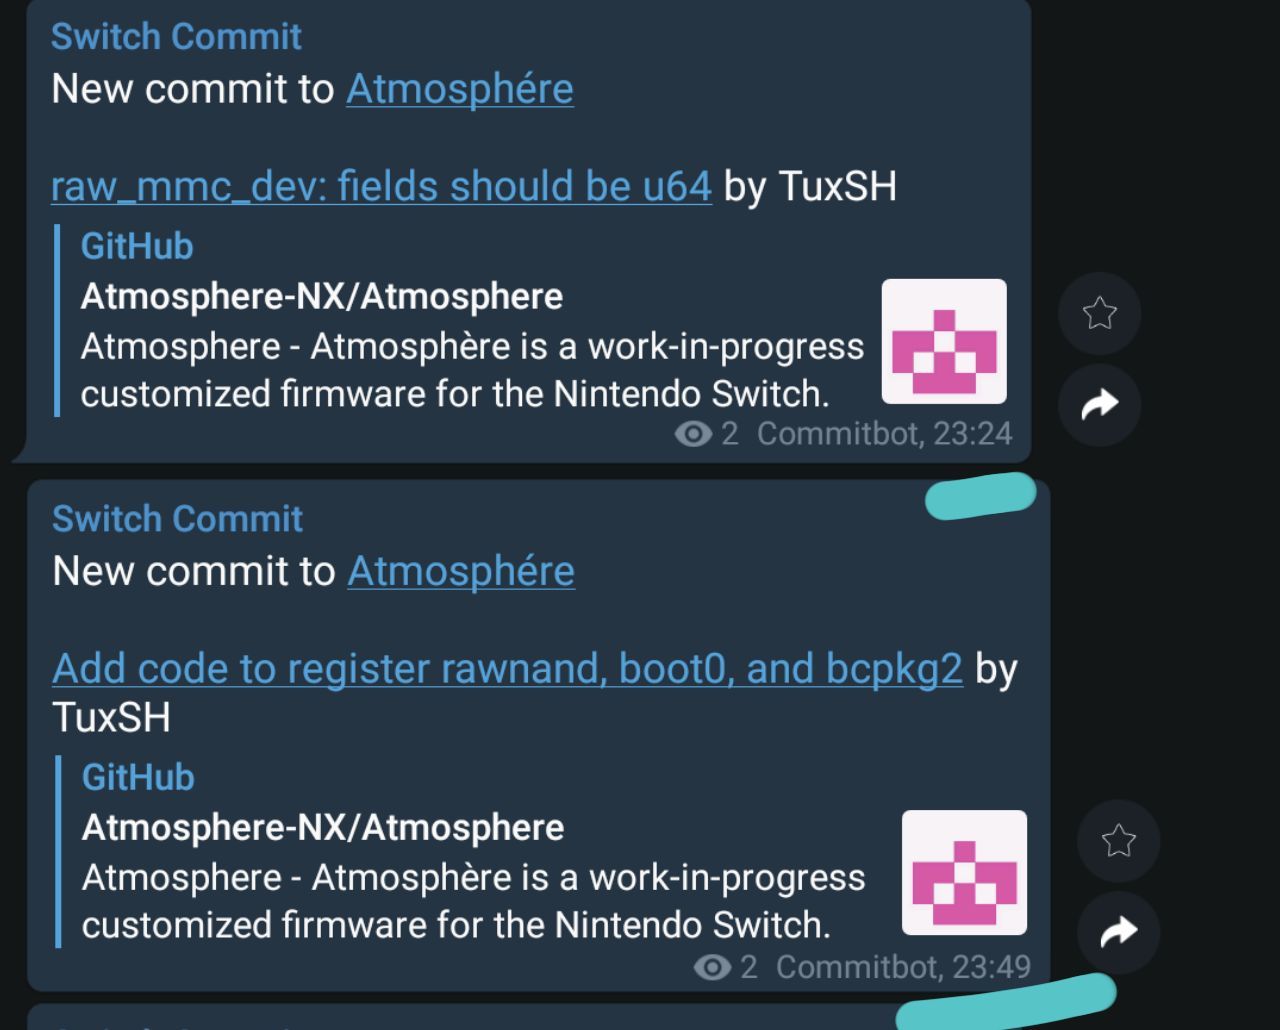 Switch Commit
New commit to Atmosphére
raw_mmc_dev: fields should be u64 by TuxSH
GitHub
Atmosphere-NX/Atmosphere
Atmosphere - Atmosphère is a work-in-progress
customized firmware for the Nintendo Switch.
2 Commitbot, 23:24
Switch Commit
New commit to Atmosphére
Add code to register rawnand, boot0, and bcpkg2 by
TuxSH
GitHub
Atmosphere-NX/Atmosphere
Atmosphere - Atmosphère is a work-in-progress
customized firmware for the Nintendo Switch.
2 Commitbot, 23:49